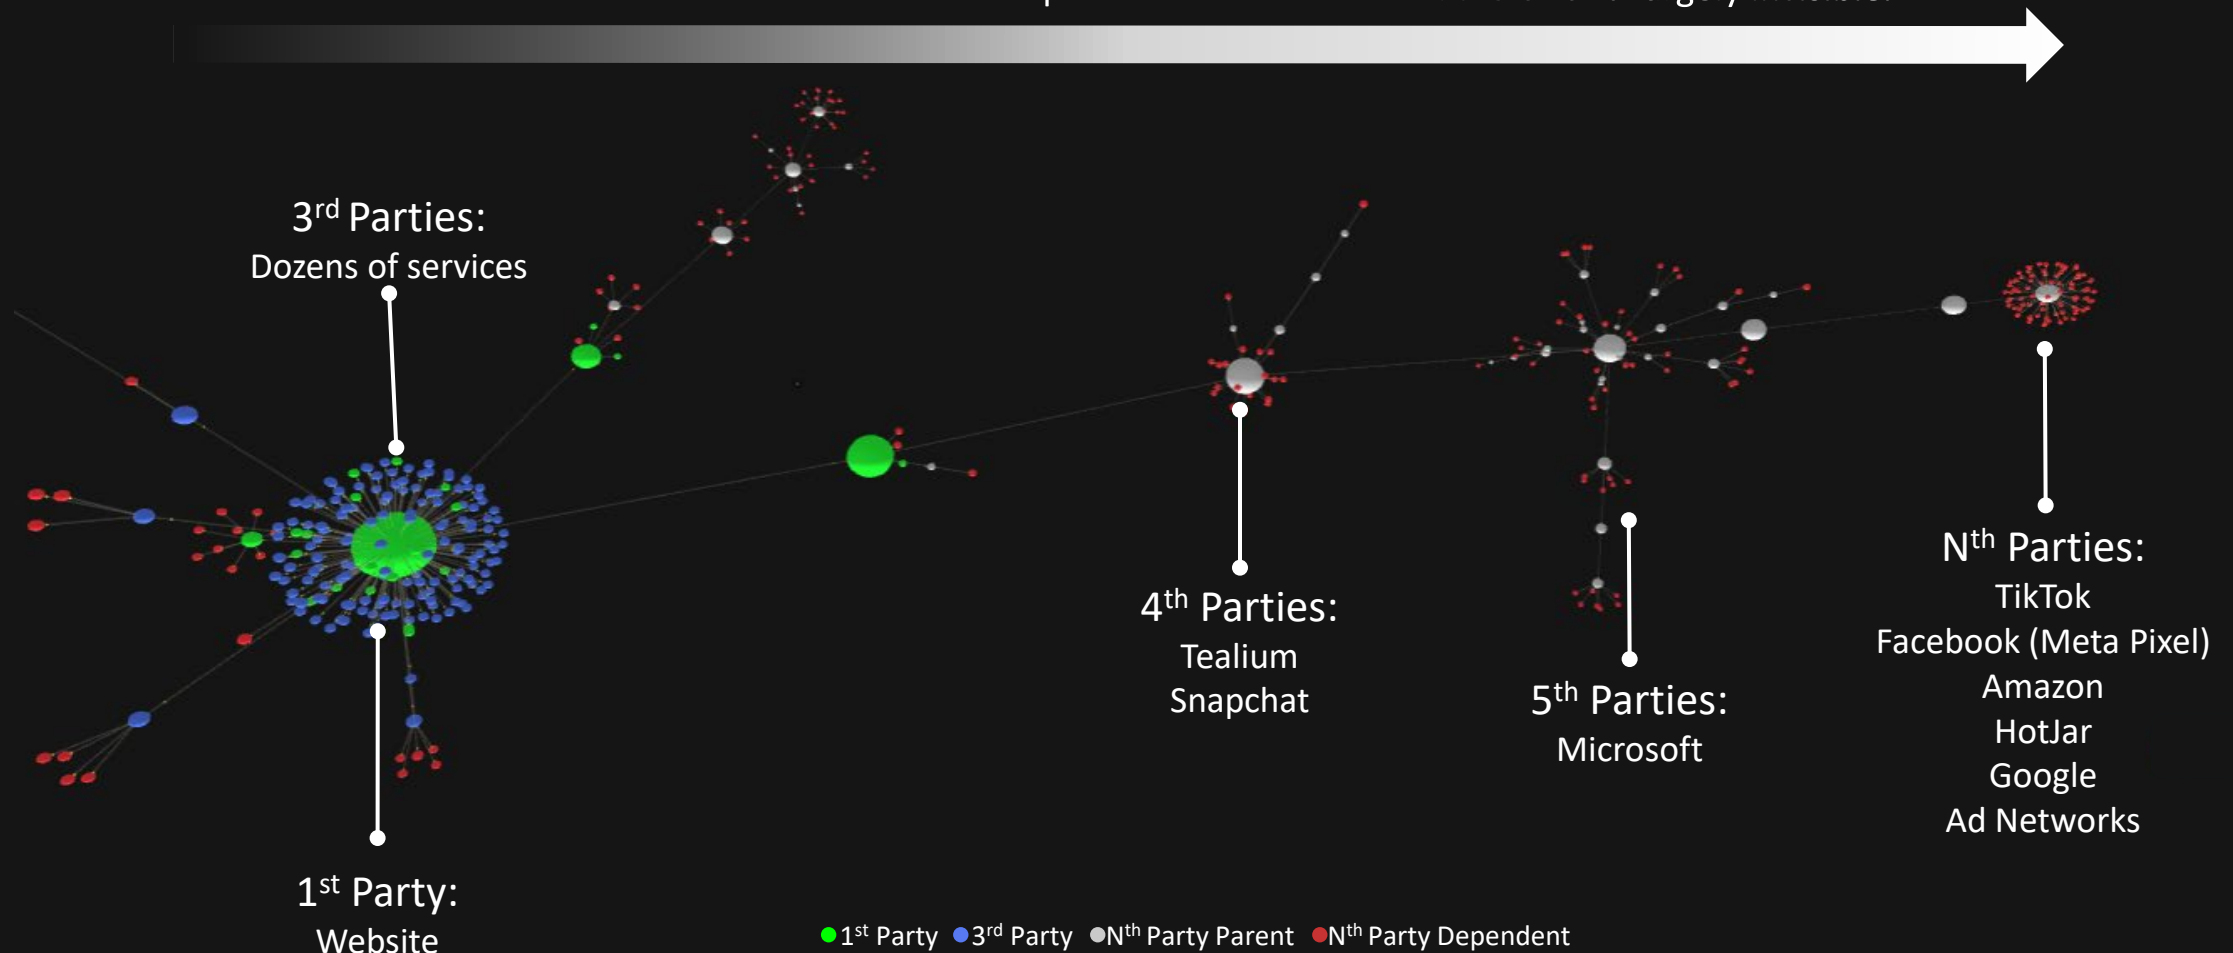 3rd Parties:
Dozens of services
4th Parties:
Tealium
Snapchat
5th Parties:
Microsoft
Nth Parties:
TikTok
Facebook (Meta Pixel)
Amazon
HotJar
Google
Ad Networks
1st Party:
Website
1st Party 3rd Party Nth Party Parent Nth Party Dependent